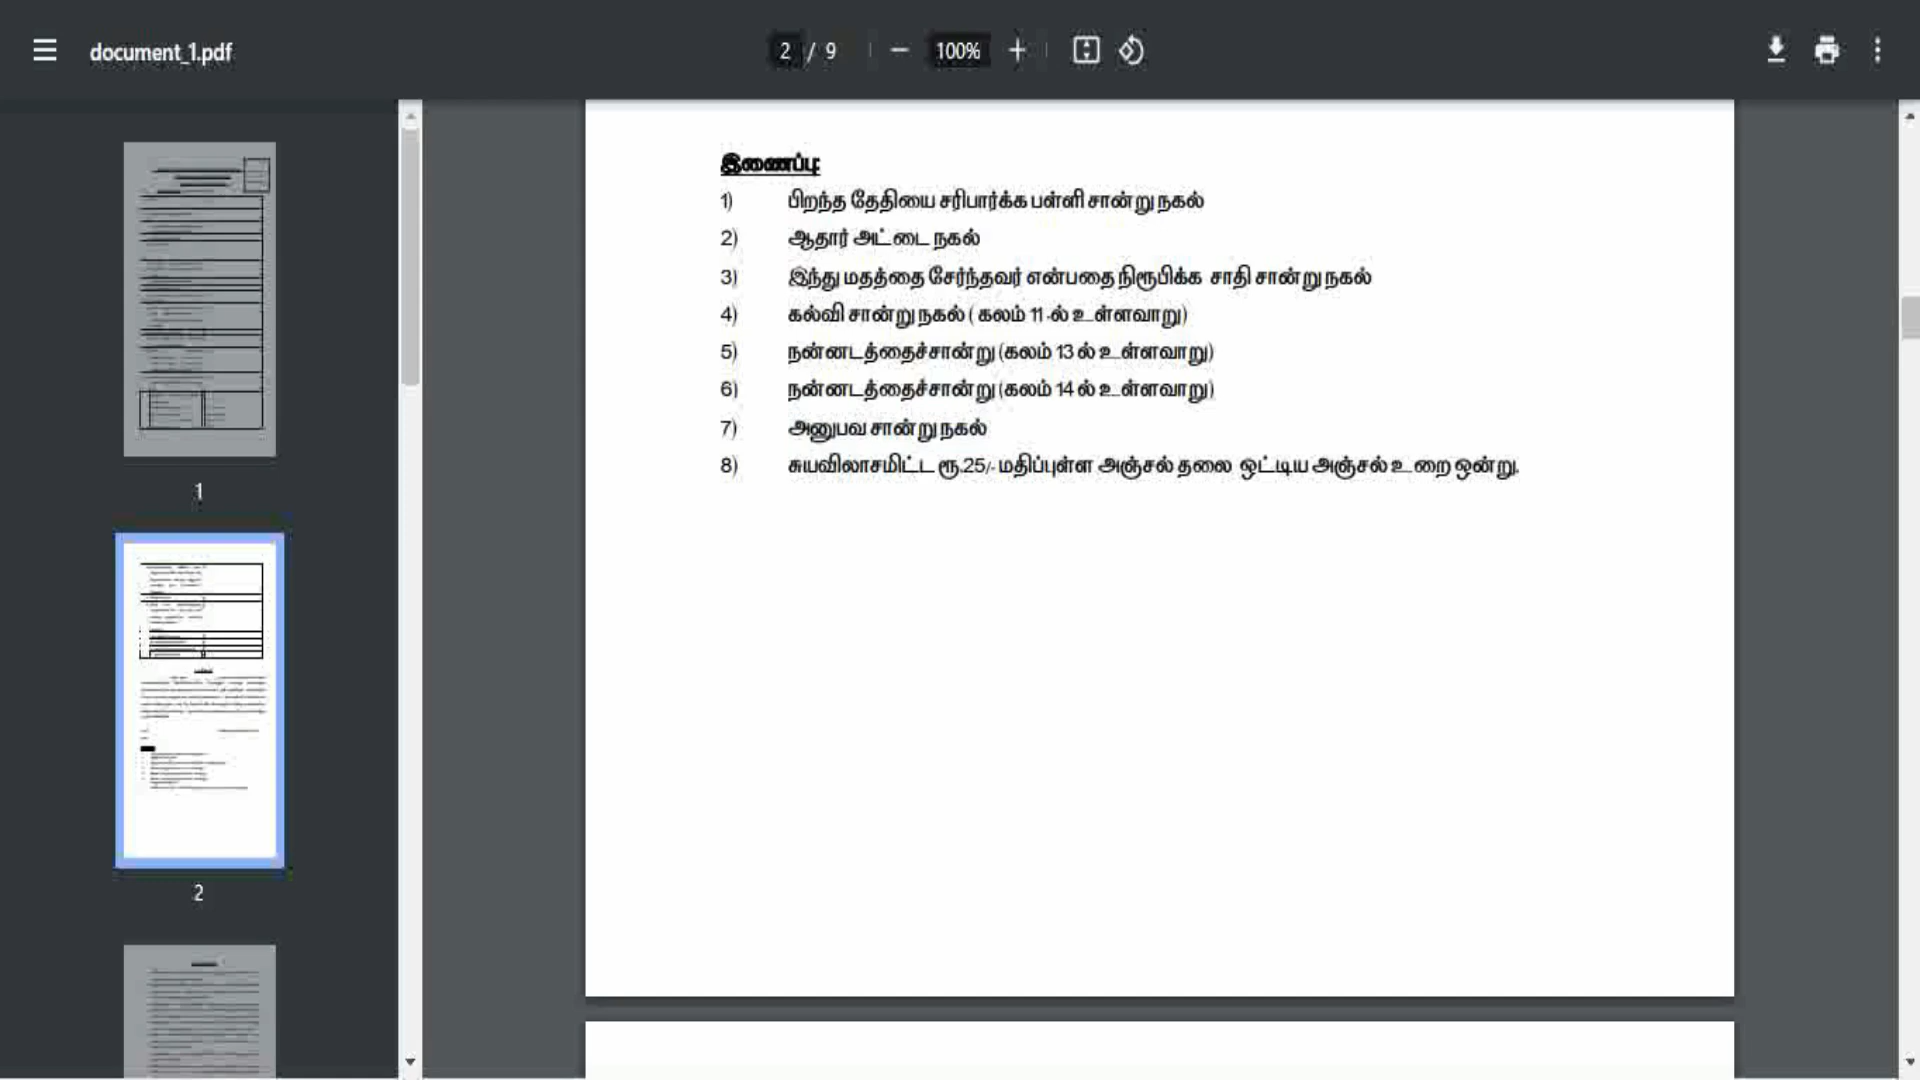 document_1.pdf
2 / 9
100%
இணைப்பு:
1) பிறந்த தேதியை சரிபார்க்க பள்ளி சான்று நகல்
2) ஆதார் அட்டை நகல்
3) இந்து மதத்தை சேர்ந்தவர் என்பதை நிரூபிக்க சாதி சான்று நகல்
4) கல்வி சான்று நகல் ( கலம் 11-ல் உள்ளவாறு)
5) நன்னடத்தைச்சான்று (கலம் 13 ல் உள்ளவாறு)
6) நன்னடத்தைச்சான்று (கலம் 14 ல் உள்ளவாறு)
7) அனுபவ சான்று நகல்
8) சுயவிலாசமிட்ட ரூ.25/- மதிப்புள்ள அஞ்சல் தலை ஒட்டிய அஞ்சல் உறை ஒன்று.
1
2